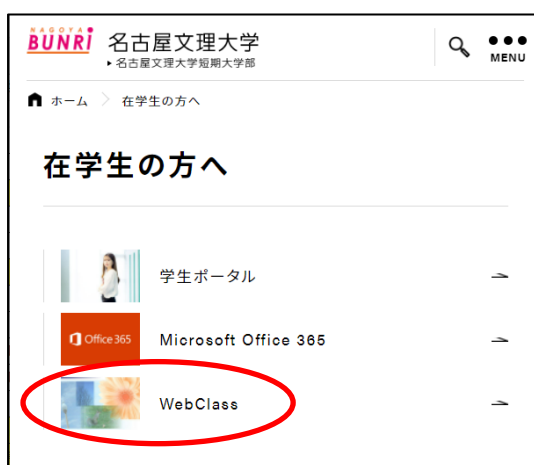 NAGOYA
BUNRI 名古屋文理大学
▸名古屋文理大学短期大学部
MENU
ホーム > 在学生の方へ
在学生の方へ
学生ポータル
Office 365 Microsoft Office 365
WebClass